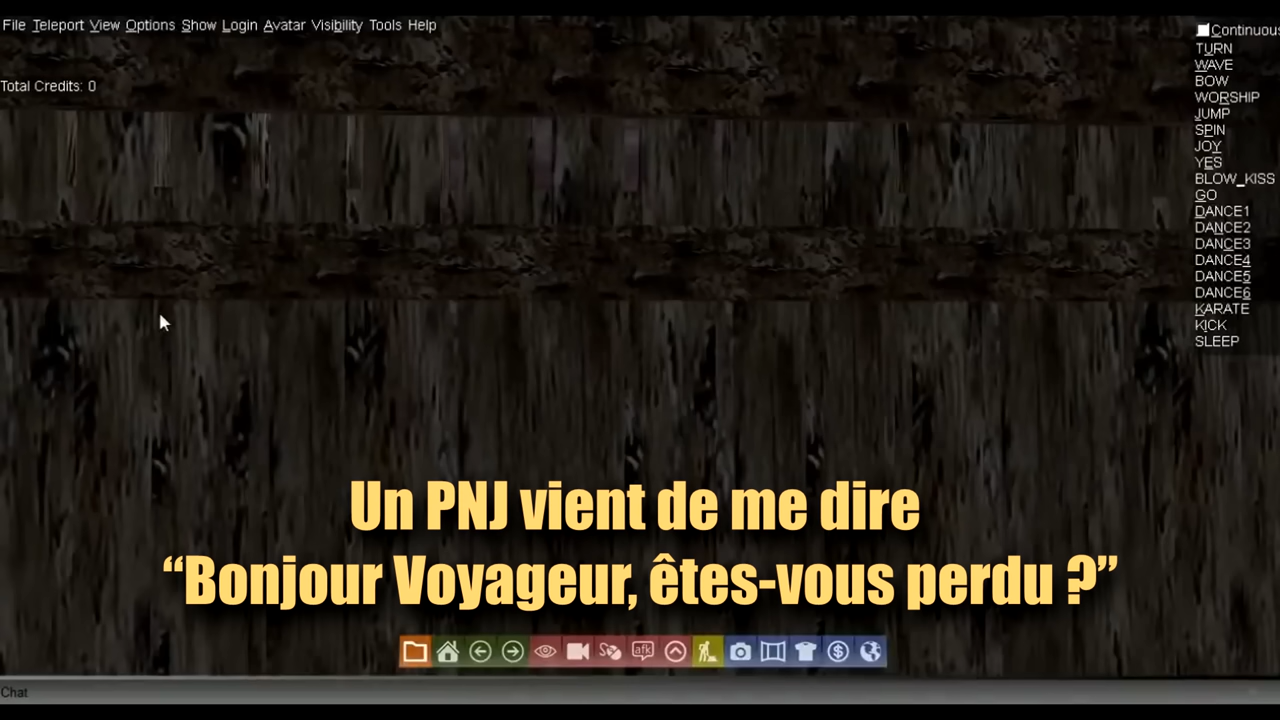 File Teleport View Options Show Login Avatar Visibility Tools Help
Continuous
Total Credits: 0
TURN
WAVE
BOW
WORSHIP
JUMP
SPIN
JOY
YES
BLOW_KISS
GO
DANCE1
DANCE2
DANCE3
DANCE4
DANCE5
DANCE6
KARATE
KICK
SLEEP
Un PNJ vient de me dire
“Bonjour Voyageur, êtes-vous perdu ?”
afk
Chat